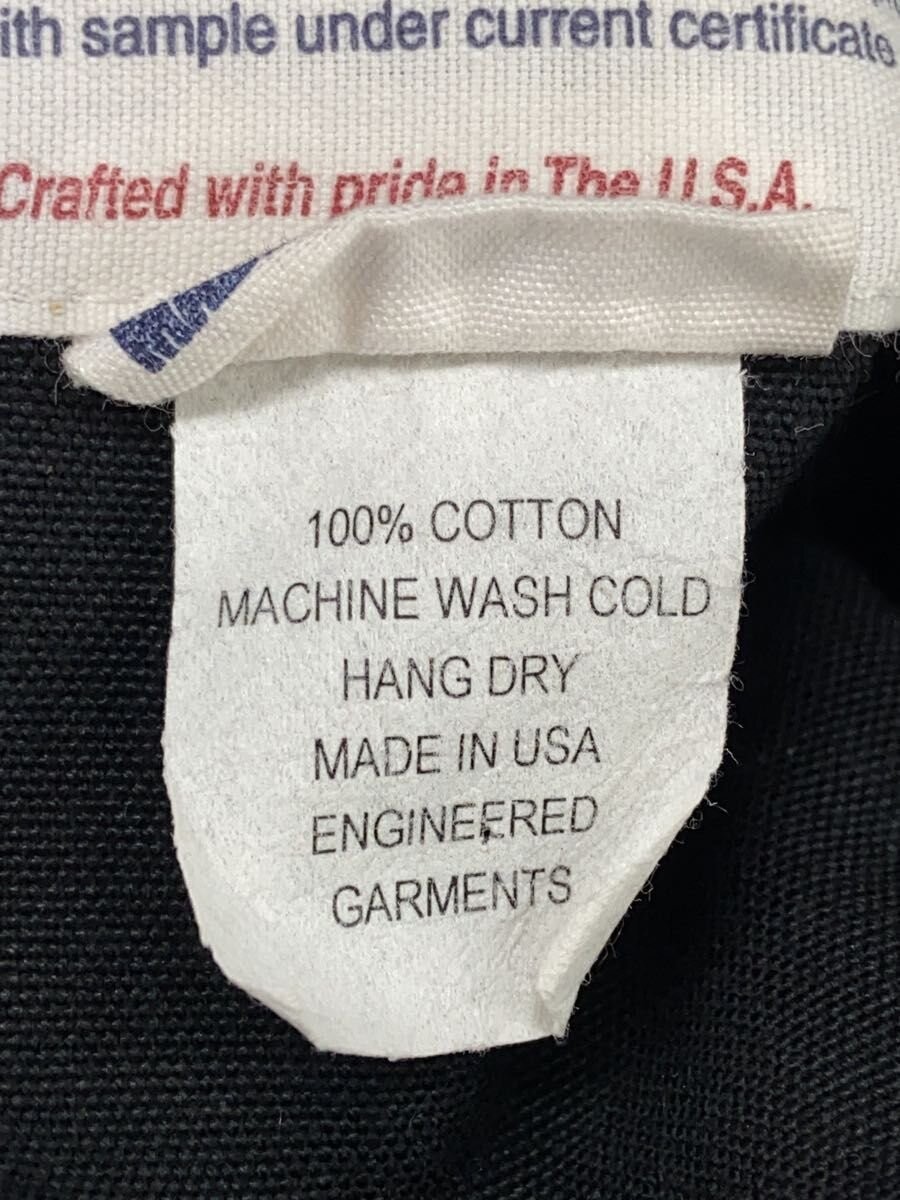 ith sample under current certificate
Crafted with pride in The U.S.A.
100% COTTON
MACHINE WASH COLD
HANG DRY
MADE IN USA
ENGINEERED
GARMENTS